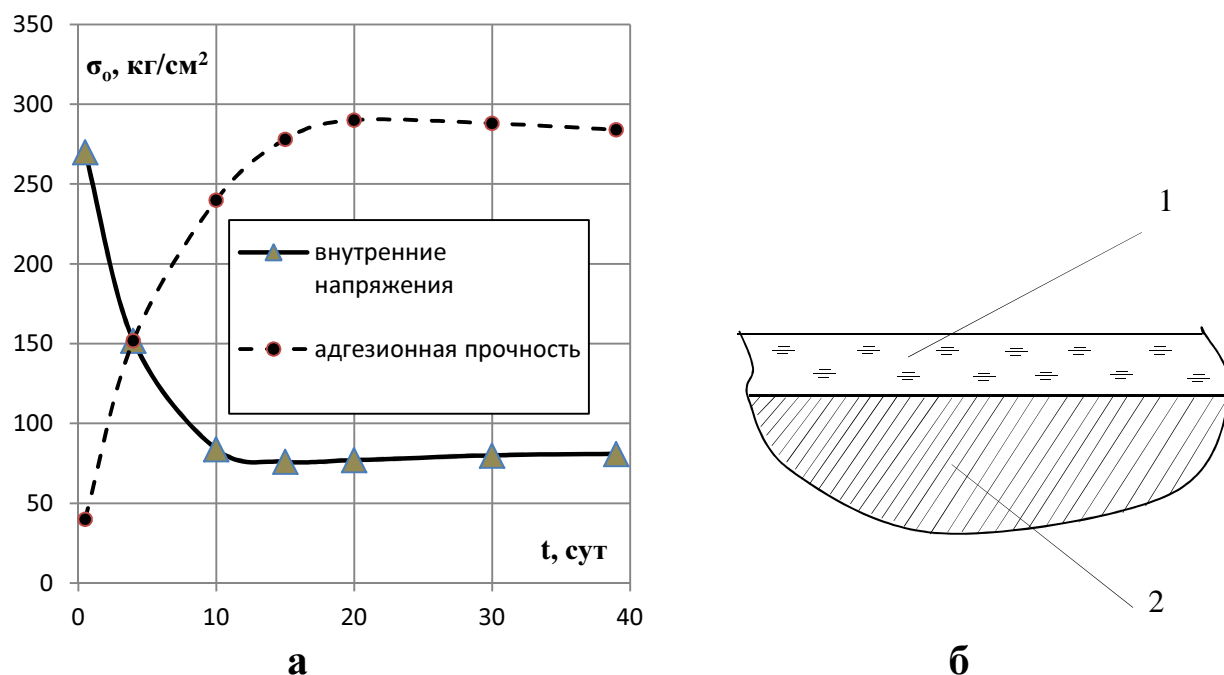 350
σₒ, кг/см²
300
250
200
150
100
50
0
внутренние
напряжения
адгезионная прочность
t, сут
0 10 20 30 40
а
1
2
б